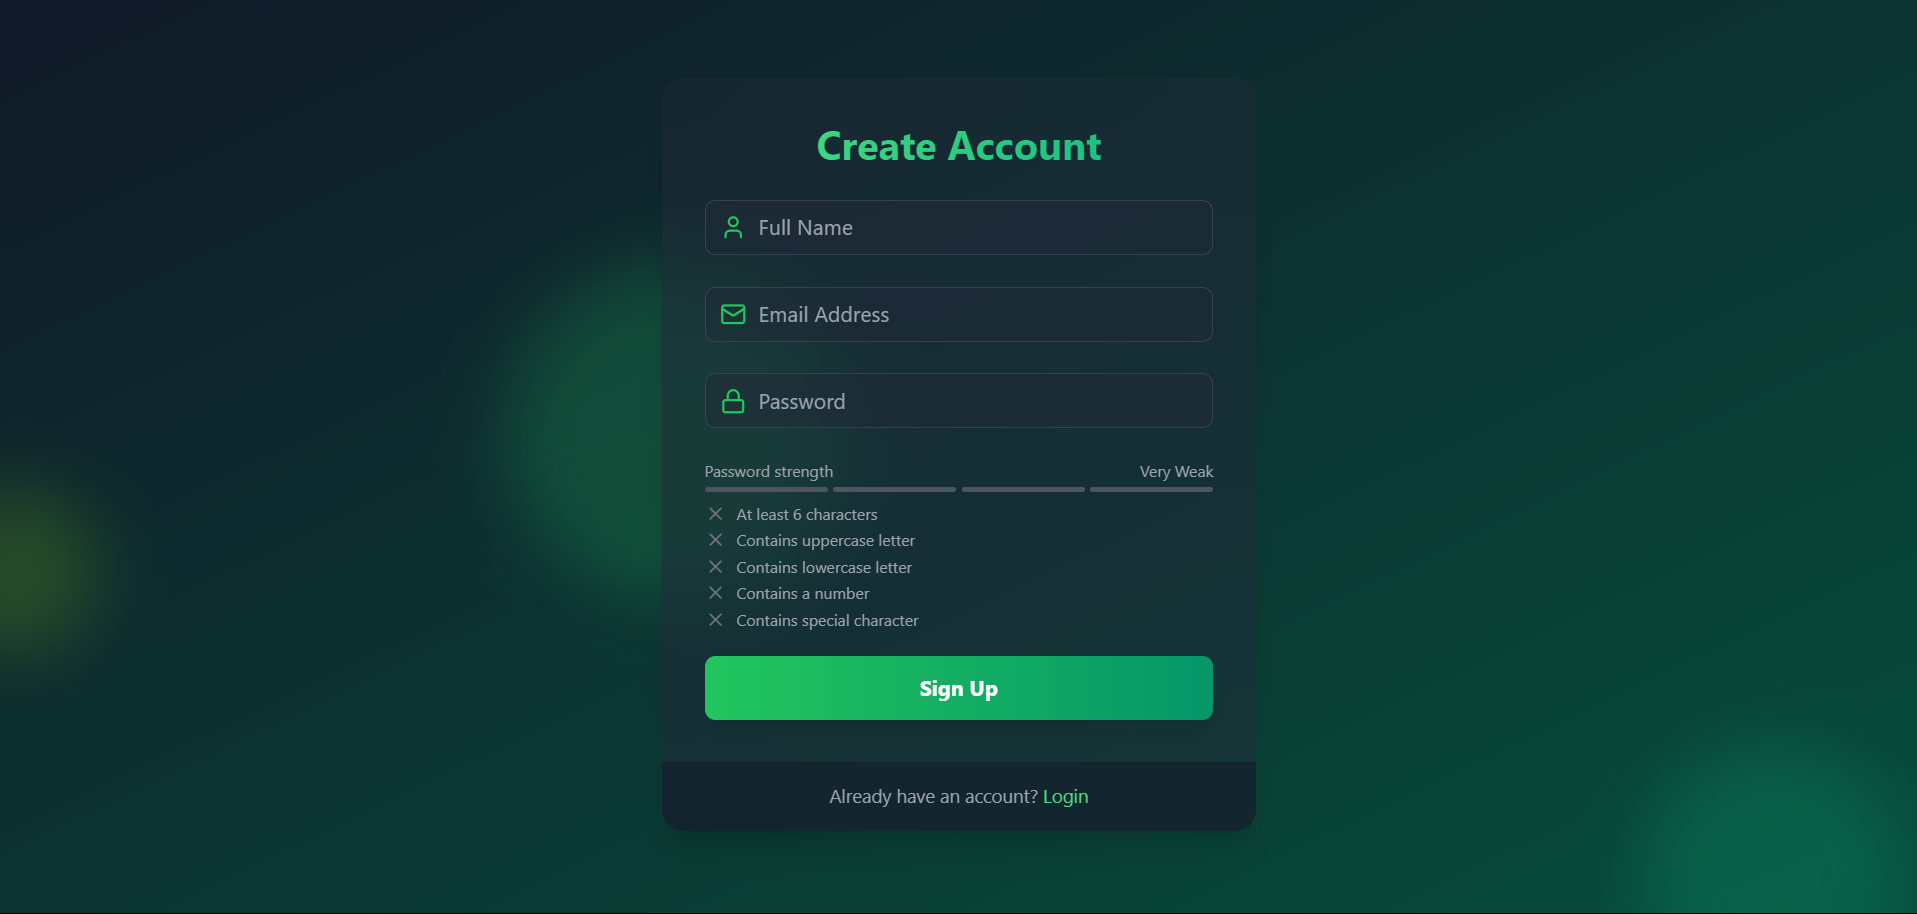 Create Account
Full Name
Email Address
Password
Password strength Very Weak
At least 6 characters
Contains uppercase letter
Contains lowercase letter
Contains a number
Contains special character
Sign Up
Already have an account? Login